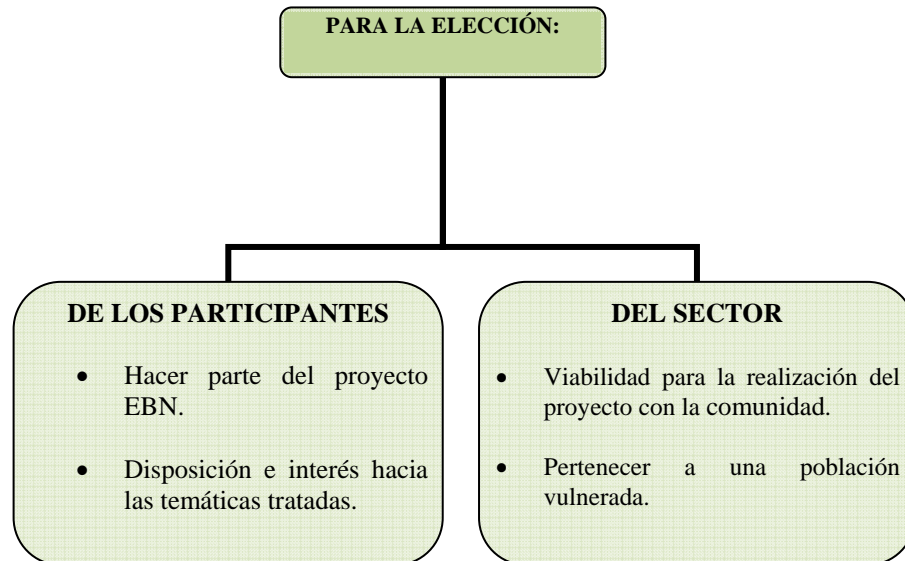 PARA LA ELECCIÓN:
DE LOS PARTICIPANTES
• Hacer parte del proyecto
EBN.
• Disposición e interés hacia
las temáticas tratadas.
DEL SECTOR
• Viabilidad para la realización del
proyecto con la comunidad.
• Pertenecer a una población
vulnerada.